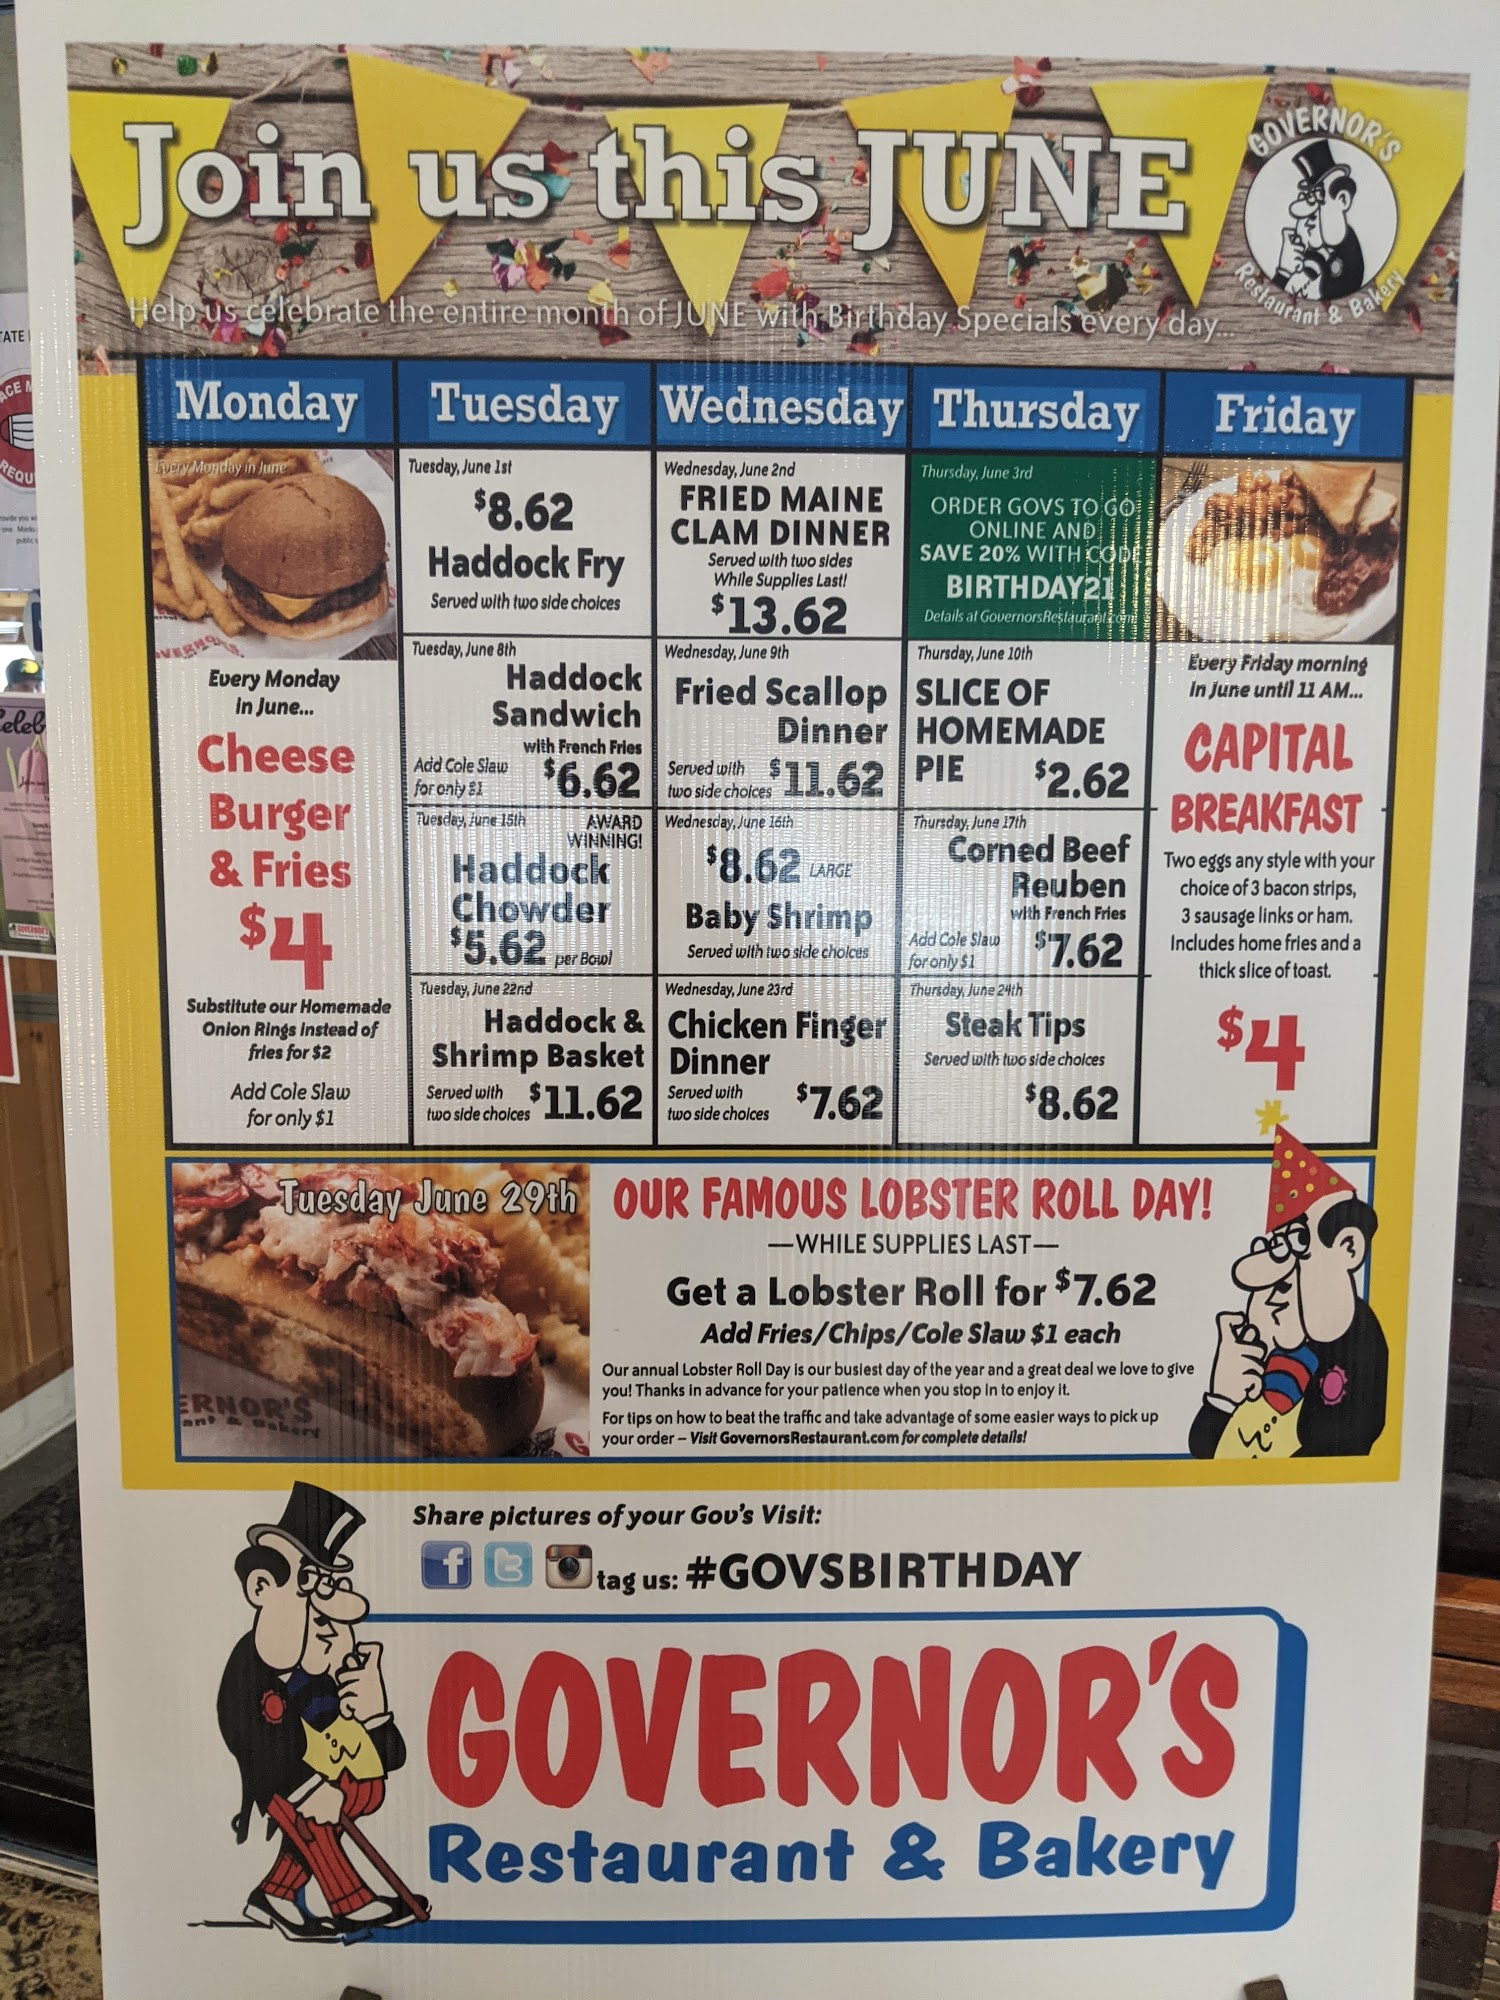 Join us this JUNE
GOVERNOR'S
Restaurant & Bakery
Help us celebrate the entire month of JUNE with Birthday Specials every day...
Monday
Every Monday in June
Every Monday
in June...
Cheese
Burger
& Fries
$4
Substitute our Homemade
Onion Rings instead of
fries for $2
Add Cole Slaw
for only $1
Tuesday
Tuesday, June 1st
$8.62
Haddock Fry
Served with two side choices
Tuesday, June 8th
Haddock
Sandwich
with French Fries
Add Cole Slaw
for only $1
$6.62
Tuesday, June 15th
AWARD
WINNING!
Haddock
Chowder
$5.62 per Bowl
Tuesday, June 22nd
Haddock &
Shrimp Basket
Served with
two side choices
$11.62
Wednesday
Wednesday, June 2nd
FRIED MAINE
CLAM DINNER
Served with two sides
While Supplies Last!
$13.62
Wednesday, June 9th
Fried Scallop
Dinner
Served with
two side choices
$11.62
Wednesday, June 16th
$8.62 LARGE
Baby Shrimp
Served with two side choices
Wednesday, June 23rd
Chicken Finger
Dinner
Served with
two side choices
$7.62
Thursday
Thursday, June 3rd
ORDER GOVS TO GO
ONLINE AND
SAVE 20% WITH CODE
BIRTHDAY21
Details at GovernorsRestaurant.com
Thursday, June 10th
SLICE OF
HOMEMADE
PIE $2.62
Thursday, June 17th
Corned Beef
Reuben
with French Fries
Add Cole Slaw
for only $1
$7.62
Thursday, June 24th
Steak Tips
Served with two side choices
$8.62
Friday
Every Friday morning
in June until 11 AM...
CAPITAL
BREAKFAST
Two eggs any style with your
choice of 3 bacon strips,
3 sausage links or ham.
Includes home fries and a
thick slice of toast.
$4
Tuesday June 29th
OUR FAMOUS LOBSTER ROLL DAY!
—WHILE SUPPLIES LAST—
Get a Lobster Roll for $7.62
Add Fries/Chips/Cole Slaw $1 each
Our annual Lobster Roll Day is our busiest day of the year and a great deal we love to give
you! Thanks in advance for your patience when you stop in to enjoy it.
For tips on how to beat the traffic and take advantage of some easier ways to pick up
your order – Visit GovernorsRestaurant.com for complete details!
Share pictures of your Gov's Visit:
tag us: #GOVSBIRTHDAY
GOVERNOR'S
Restaurant & Bakery